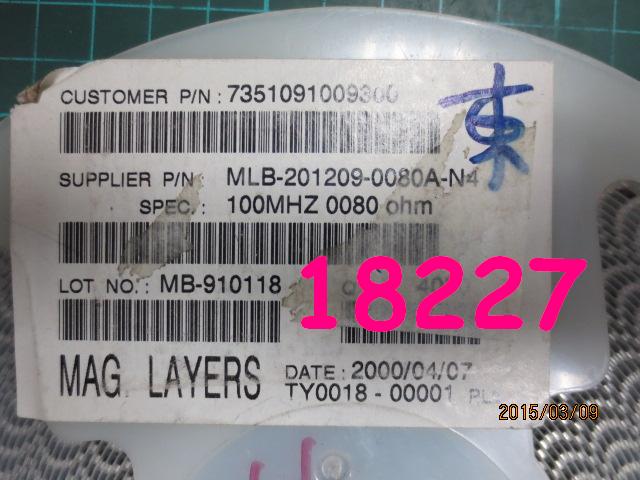 CUSTOMER P/N : 7351091009300
東
SUPPLIER P/N : MLB-201209-0080A-N4
SPEC. : 100MHZ 0080 ohm
LOT NO. : MB-910118
18227
MAG. LAYERS
DATE : 2000/04/07
TY0018 - 00001
2015/03/09